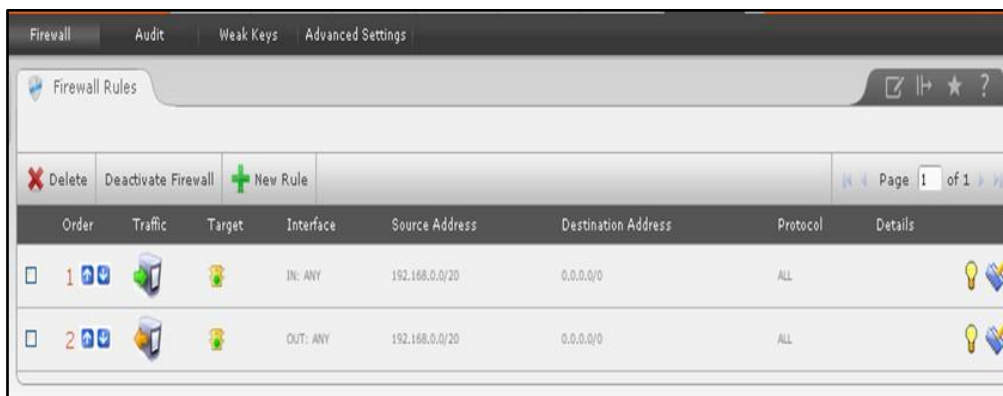 Firewall Audit Weak Keys Advanced Settings
Firewall Rules
Delete Deactivate Firewall New Rule Page 1 of 1
Order Traffic Target Interface Source Address Destination Address Protocol Details
1 IN: ANY 192.168.0.0/20 0.0.0.0/0 ALL
2 OUT: ANY 192.168.0.0/20 0.0.0.0/0 ALL